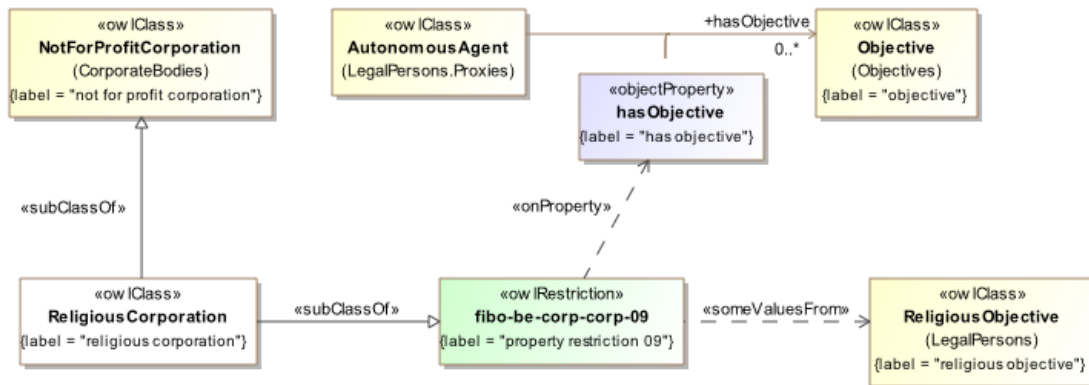 «owlClass»
NotForProfitCorporation
(CorporateBodies)
{label = "not for profit corporation"}
«owlClass»
AutonomousAgent
(LegalPersons.Proxies)
+hasObjective
0..*
«owlClass»
Objective
(Objectives)
{label = "objective"}
«objectProperty»
hasObjective
{label = "has objective"}
«subClassOf»
«onProperty»
«owlClass»
ReligiousCorporation
{label = "religious corporation"}
«subClassOf»
«owlRestriction»
fibo-be-corp-corp-09
{label = "property restriction 09"}
«someValuesFrom»
«owlClass»
ReligiousObjective
(LegalPersons)
{label = "religious objective"}